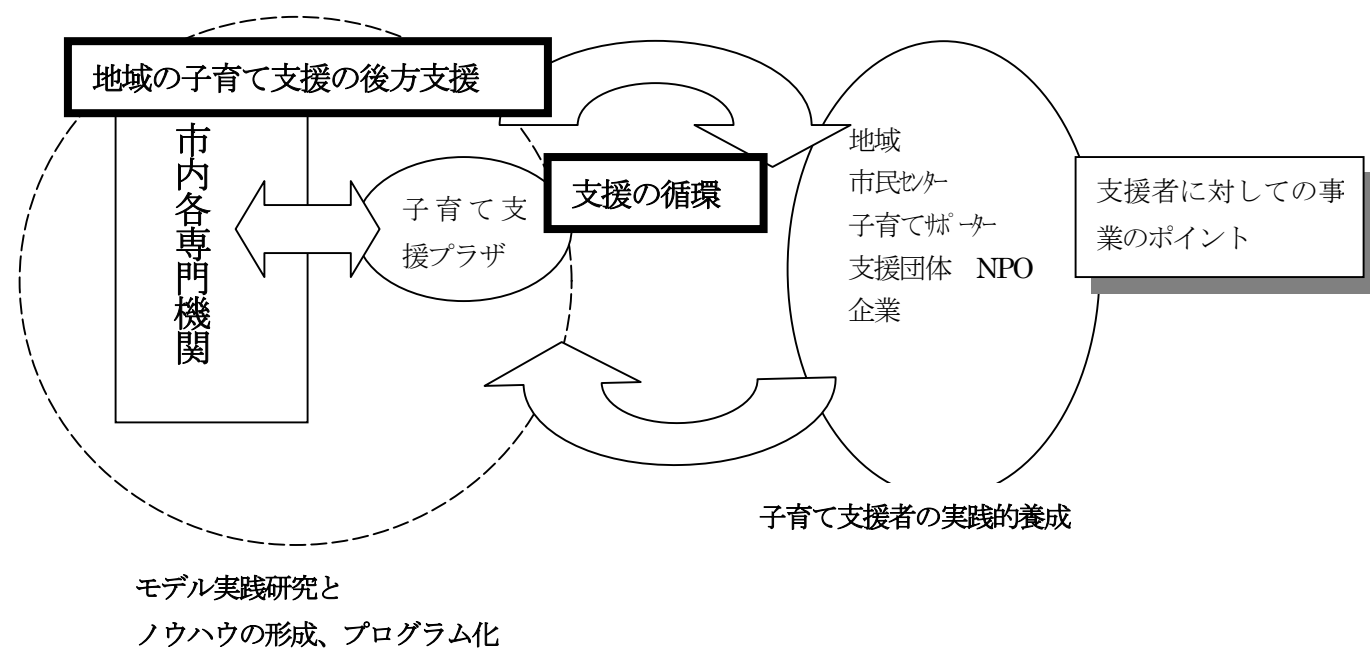 地域の子育て支援の後方支援
市内各専門機関
子育て支
援プラザ
支援の循環
地域
市民ｾﾝﾀｰ
子育てｻﾎﾟｰﾀｰ
支援団体　NPO
企業
支援者に対しての事
業のポイント
子育て支援者の実践的養成
モデル実践研究と
ノウハウの形成、プログラム化